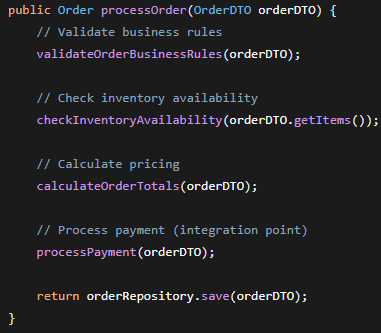 public Order processOrder(OrderDTO orderDTO) {
// Validate business rules
validateOrderBusinessRules(orderDTO);
// Check inventory availability
checkInventoryAvailability(orderDTO.getItems());
// Calculate pricing
calculateOrderTotals(orderDTO);
// Process payment (integration point)
processPayment(orderDTO);
return orderRepository.save(orderDTO);
}